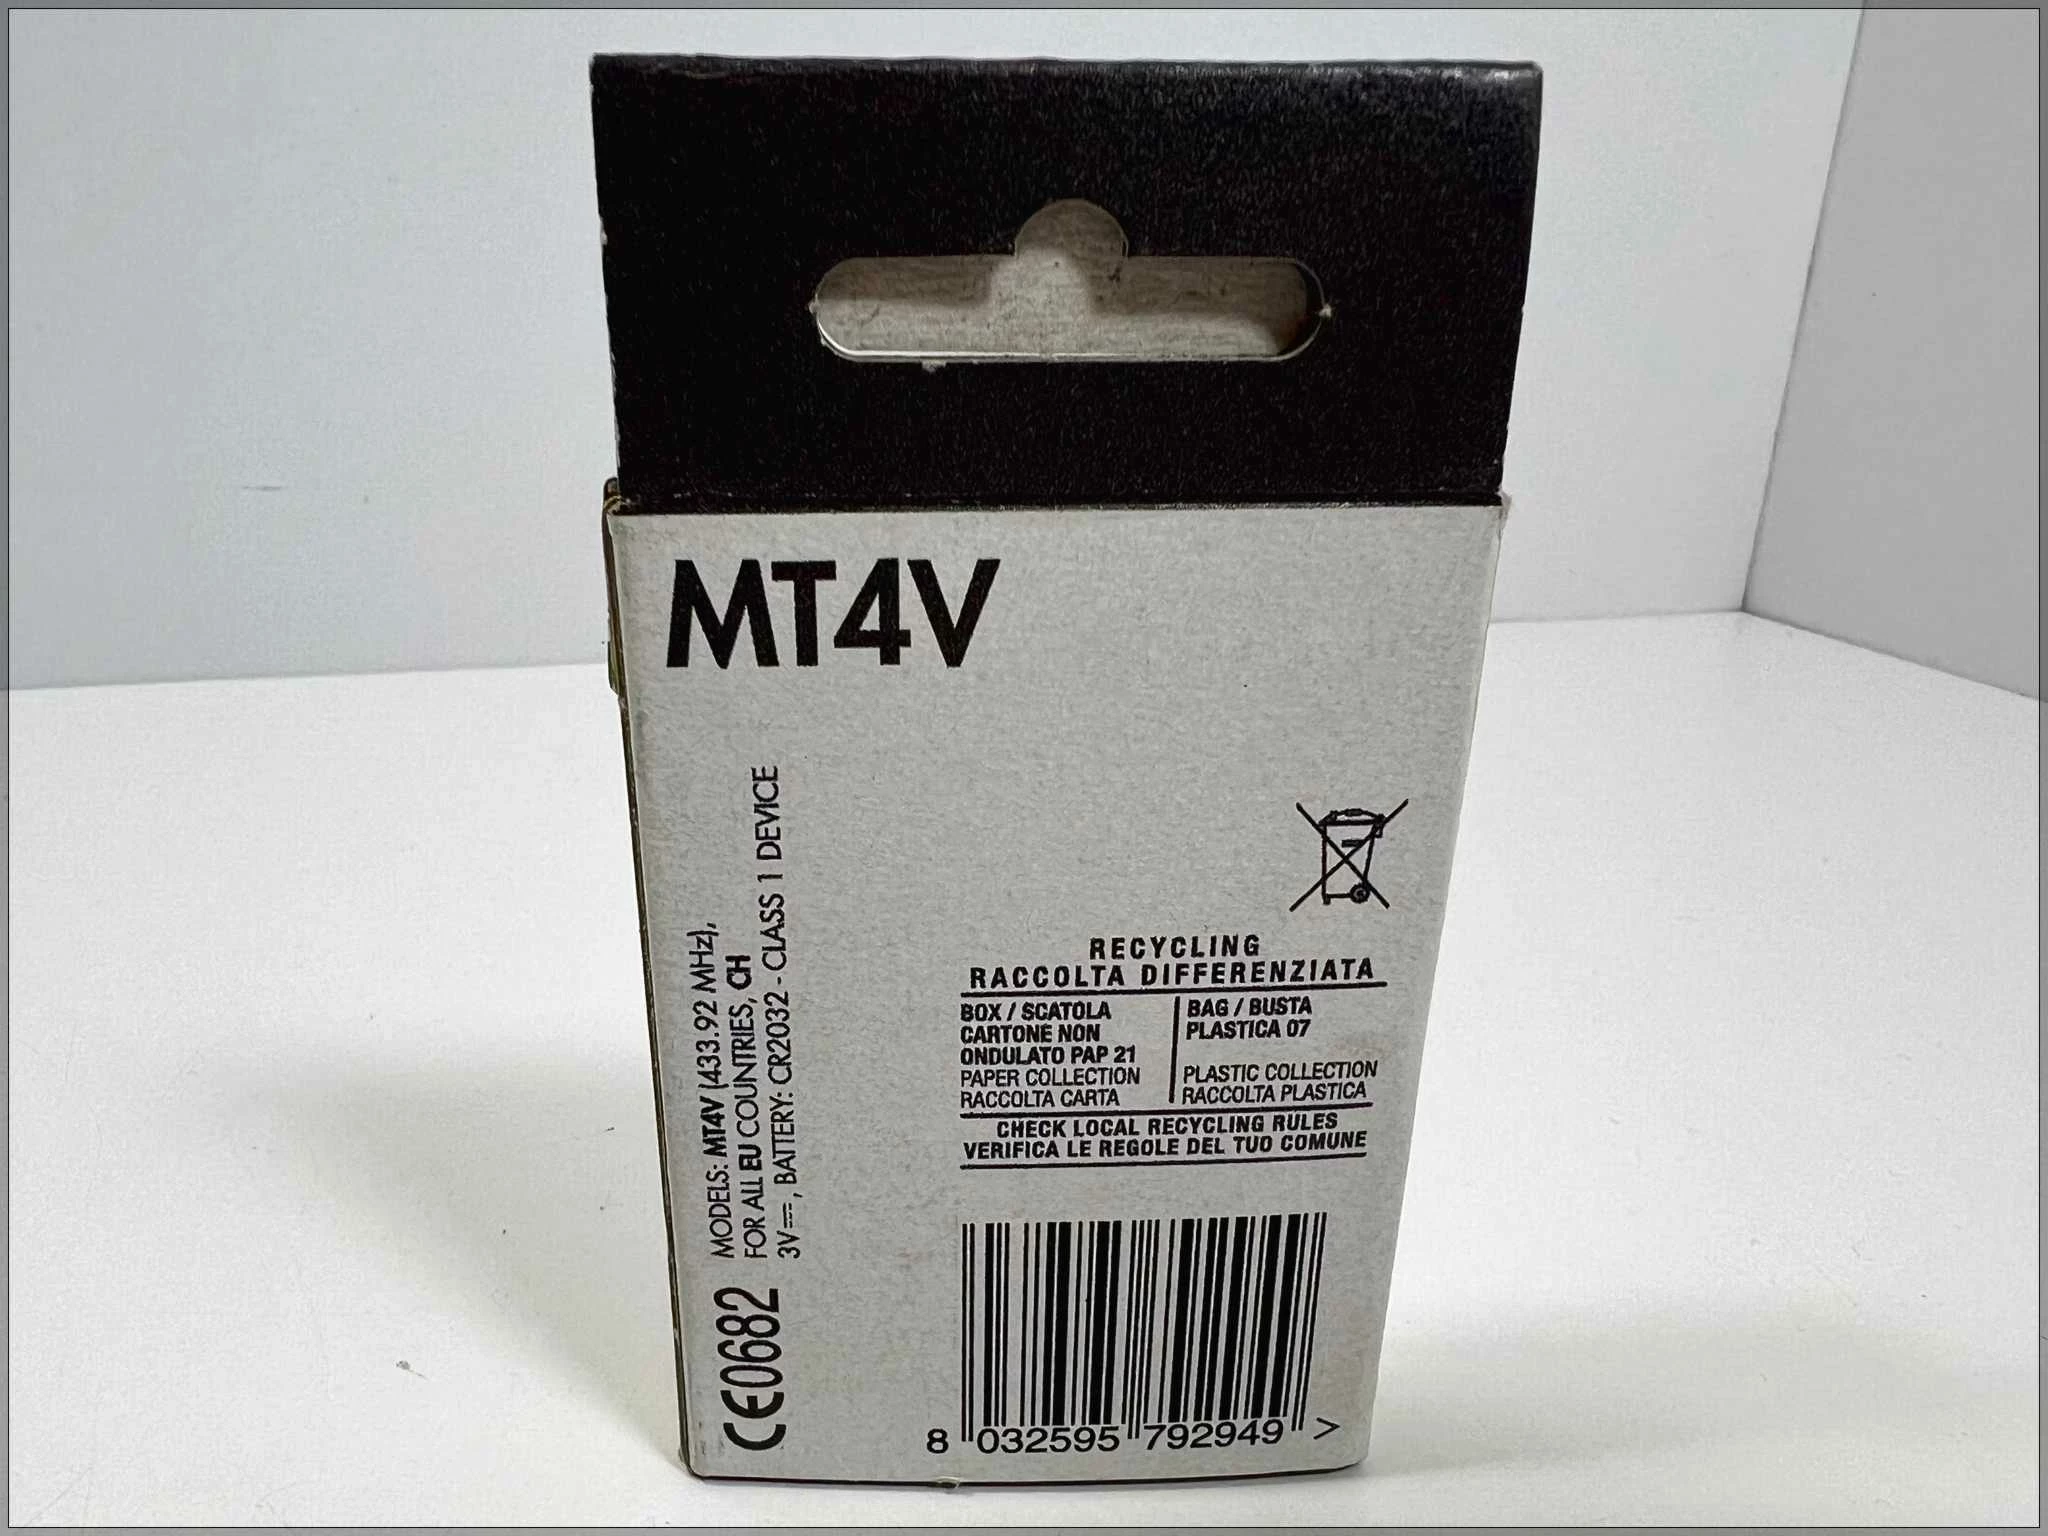 MT4V
MODELS: MT4V (433.92 MHz),
FOR ALL EU COUNTRIES, CH
3V⎓, BATTERY: CR2032 - CLASS 1 DEVICE
CE0682
RECYCLING
RACCOLTA DIFFERENZIATA
BOX / SCATOLA
CARTONE NON
ONDULATO PAP 21
PAPER COLLECTION
RACCOLTA CARTA
BAG / BUSTA
PLASTICA 07
PLASTIC COLLECTION
RACCOLTA PLASTICA
CHECK LOCAL RECYCLING RULES
VERIFICA LE REGOLE DEL TUO COMUNE
8 032595 792949 >